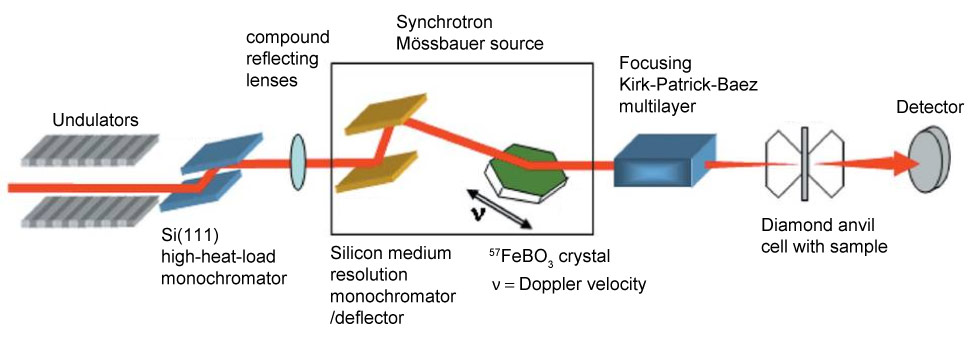 Undulators
Si(111)
high-heat-load
monochromator
compound
reflecting
lenses
Synchrotron
Mössbauer source
Silicon medium
resolution
monochromator
/deflector
ν
⁵⁷FeBO₃ crystal
ν = Doppler velocity
Focusing
Kirk-Patrick-Baez
multilayer
Diamond anvil
cell with sample
Detector